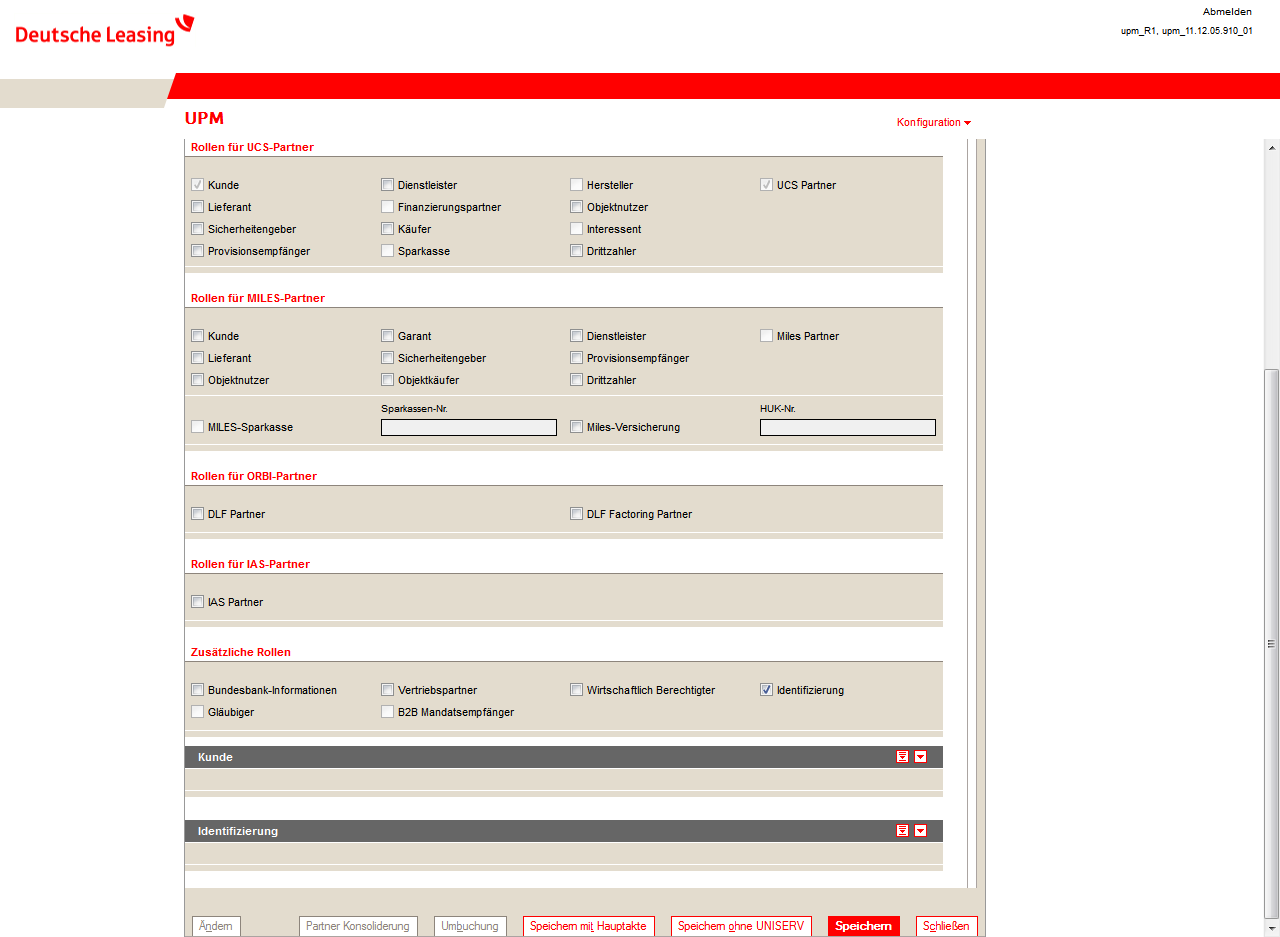 Abmelden
Deutsche Leasing
upm_R1, upm_11.12.05.910_01
UPM
Konfiguration
Rollen für UCS-Partner
Kunde Dienstleister Hersteller UCS Partner
Lieferant Finanzierungspartner Objektnutzer
Sicherheitengeber Käufer Interessent
Provisionsempfänger Sparkasse Drittzahler
Rollen für MILES-Partner
Kunde Garant Dienstleister Miles Partner
Lieferant Sicherheitengeber Provisionsempfänger
Objektnutzer Objektkäufer Drittzahler
Sparkassen-Nr. HUK-Nr.
MILES-Sparkasse Miles-Versicherung
Rollen für ORBI-Partner
DLF Partner DLF Factoring Partner
Rollen für IAS-Partner
IAS Partner
Zusätzliche Rollen
Bundesbank-Informationen Vertriebspartner Wirtschaftlich Berechtigter Identifizierung
Gläubiger B2B Mandatsempfänger
Kunde
Identifizierung
Ändern Partner Konsolidierung Umbuchung Speichern mit Hauptakte Speichern ohne UNISERV Speichern Schließen